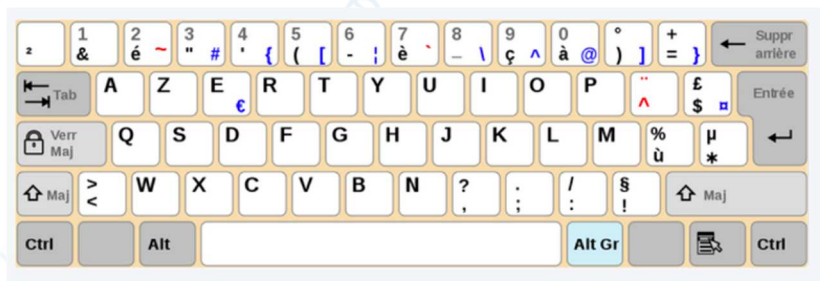 ² 1 & 2 é ~ 3 " # 4 ' { 5 ( [ 6 - ¦ 7 è ` 8 _ \ 9 ç ^ 0 à @ ° ) ] + = } Suppr arrière
Tab A Z E € R T Y U I O P ¨ ^ £ $ ¤ Entrée
Verr Maj Q S D F G H J K L M % ù µ *
Maj > < W X C V B N ? , . ; / : § ! Maj
Ctrl Alt Alt Gr Ctrl